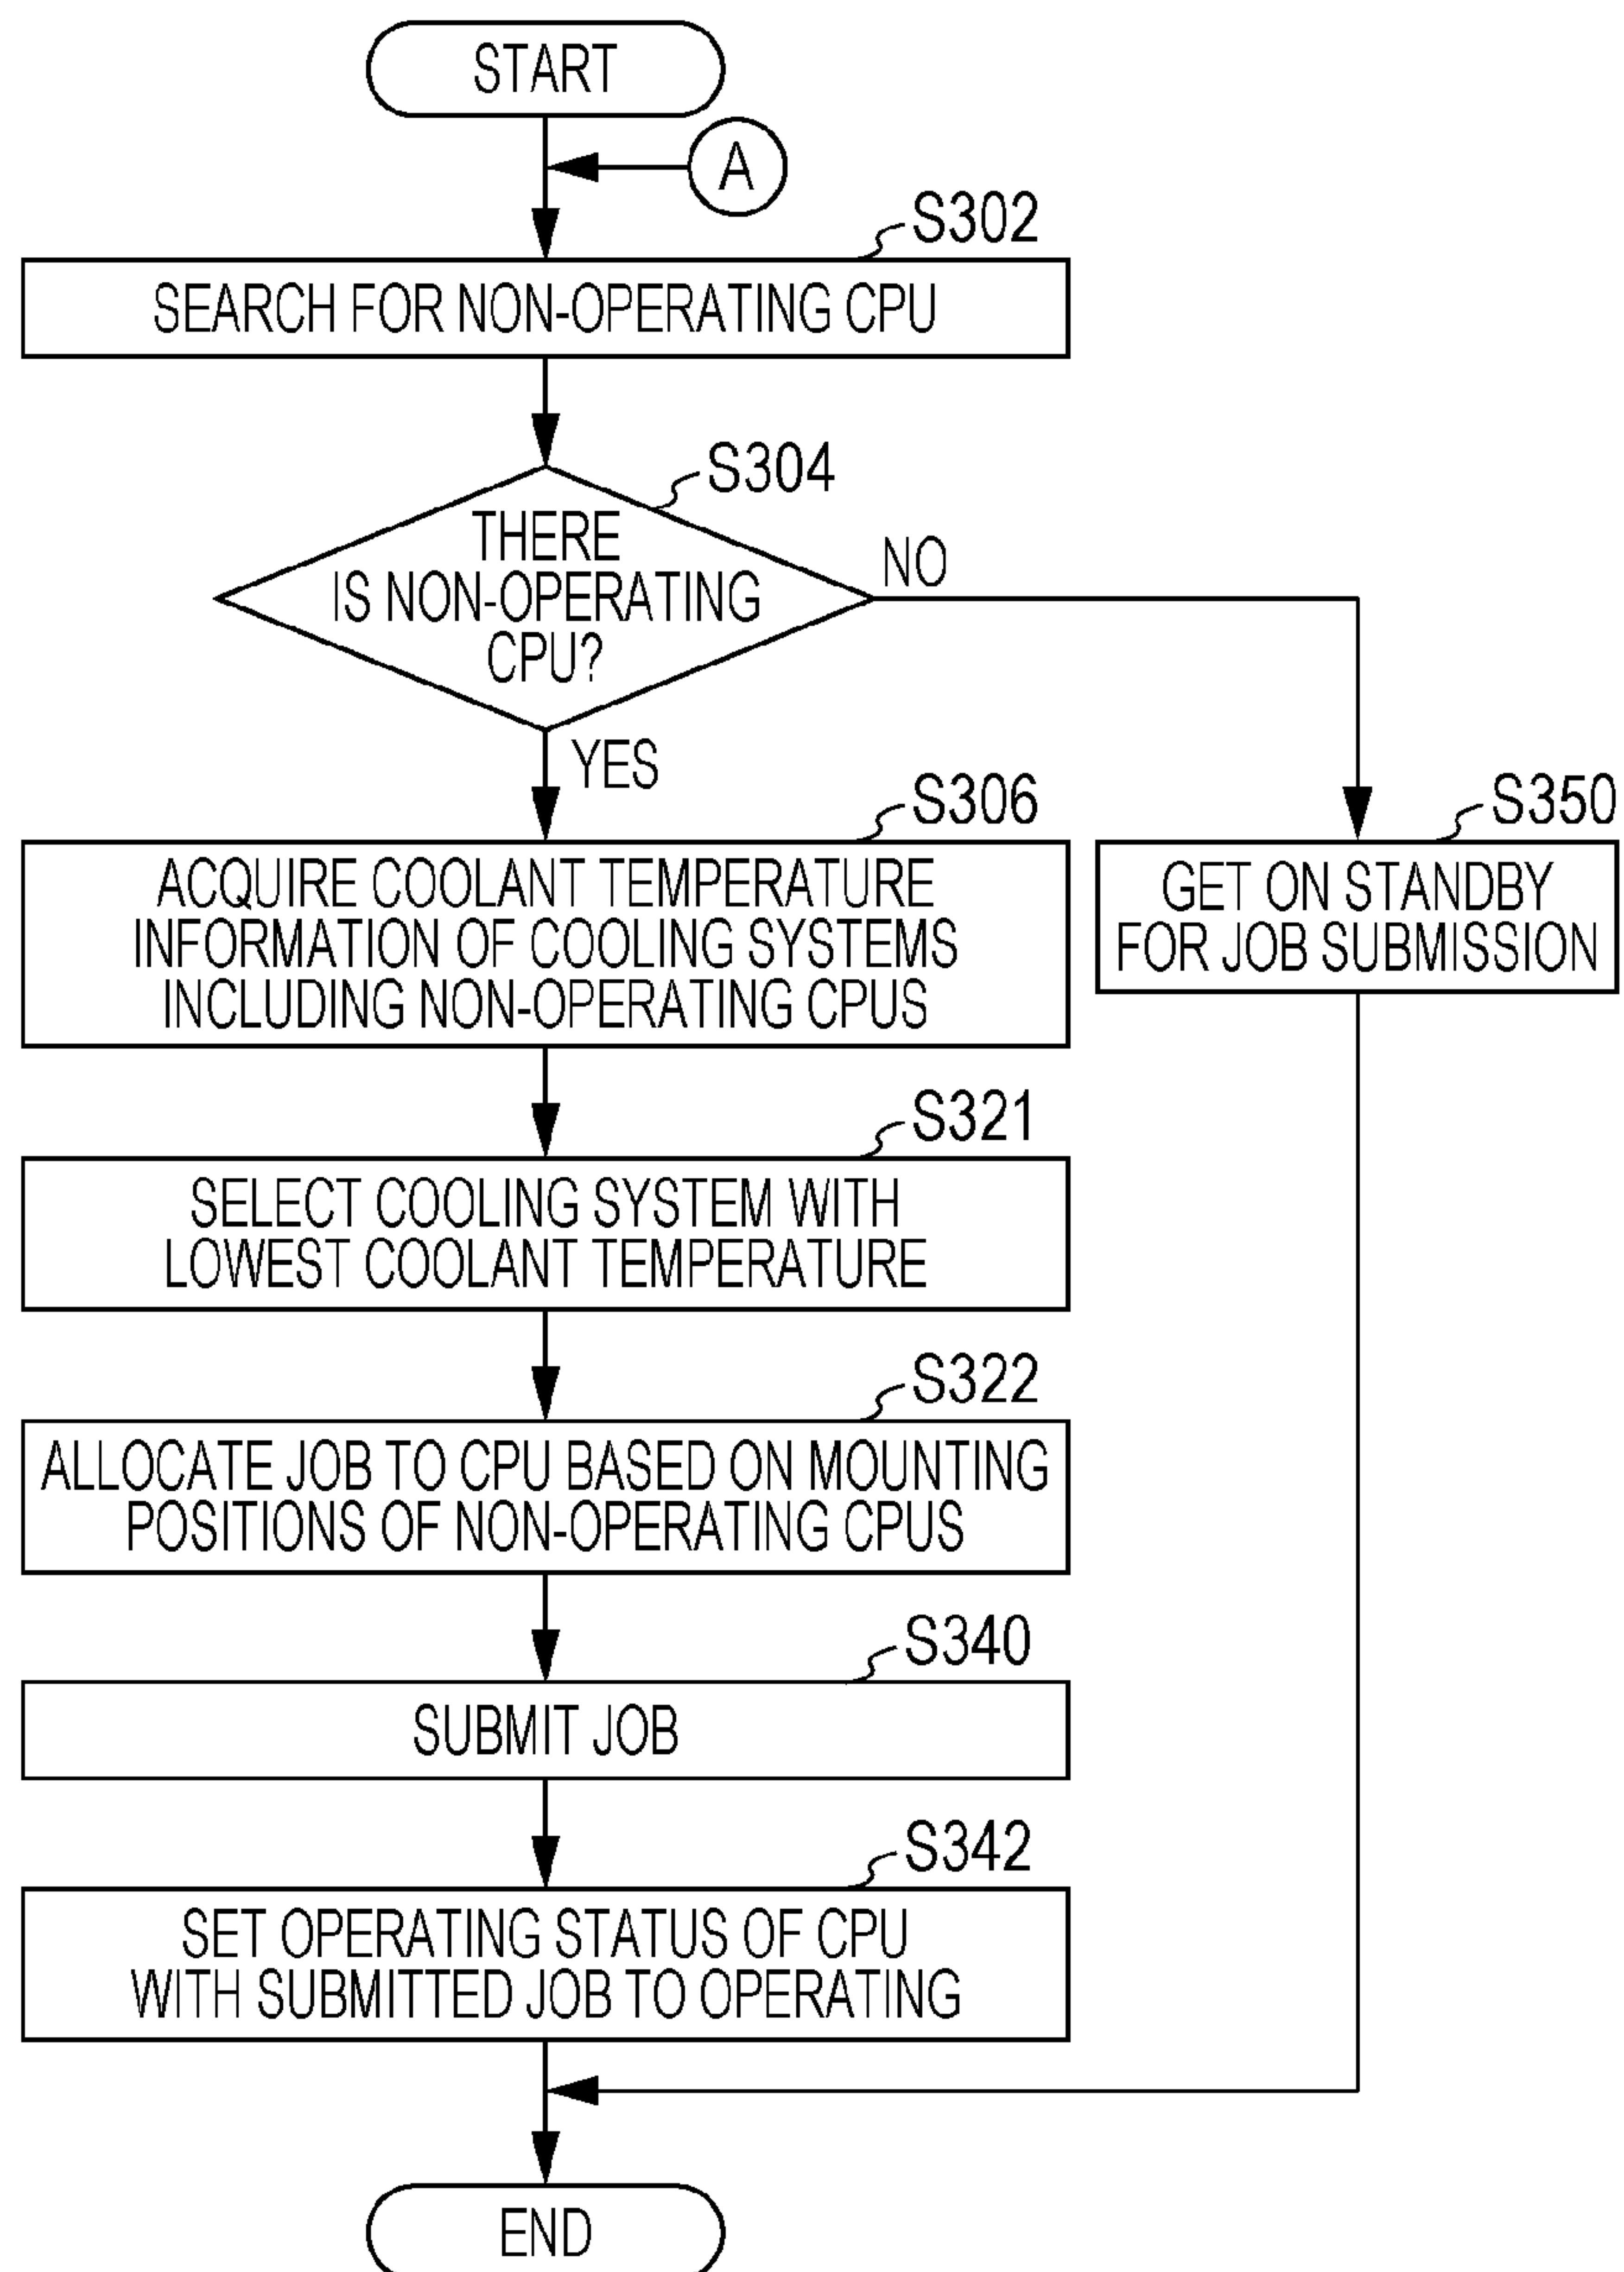 START
A
S302
SEARCH FOR NON-OPERATING CPU
S304
THERE
IS NON-OPERATING
CPU?
NO
YES
S306
ACQUIRE COOLANT TEMPERATURE
INFORMATION OF COOLING SYSTEMS
INCLUDING NON-OPERATING CPUS
S350
GET ON STANDBY
FOR JOB SUBMISSION
S321
SELECT COOLING SYSTEM WITH
LOWEST COOLANT TEMPERATURE
S322
ALLOCATE JOB TO CPU BASED ON MOUNTING
POSITIONS OF NON-OPERATING CPUS
S340
SUBMIT JOB
S342
SET OPERATING STATUS OF CPU
WITH SUBMITTED JOB TO OPERATING
END